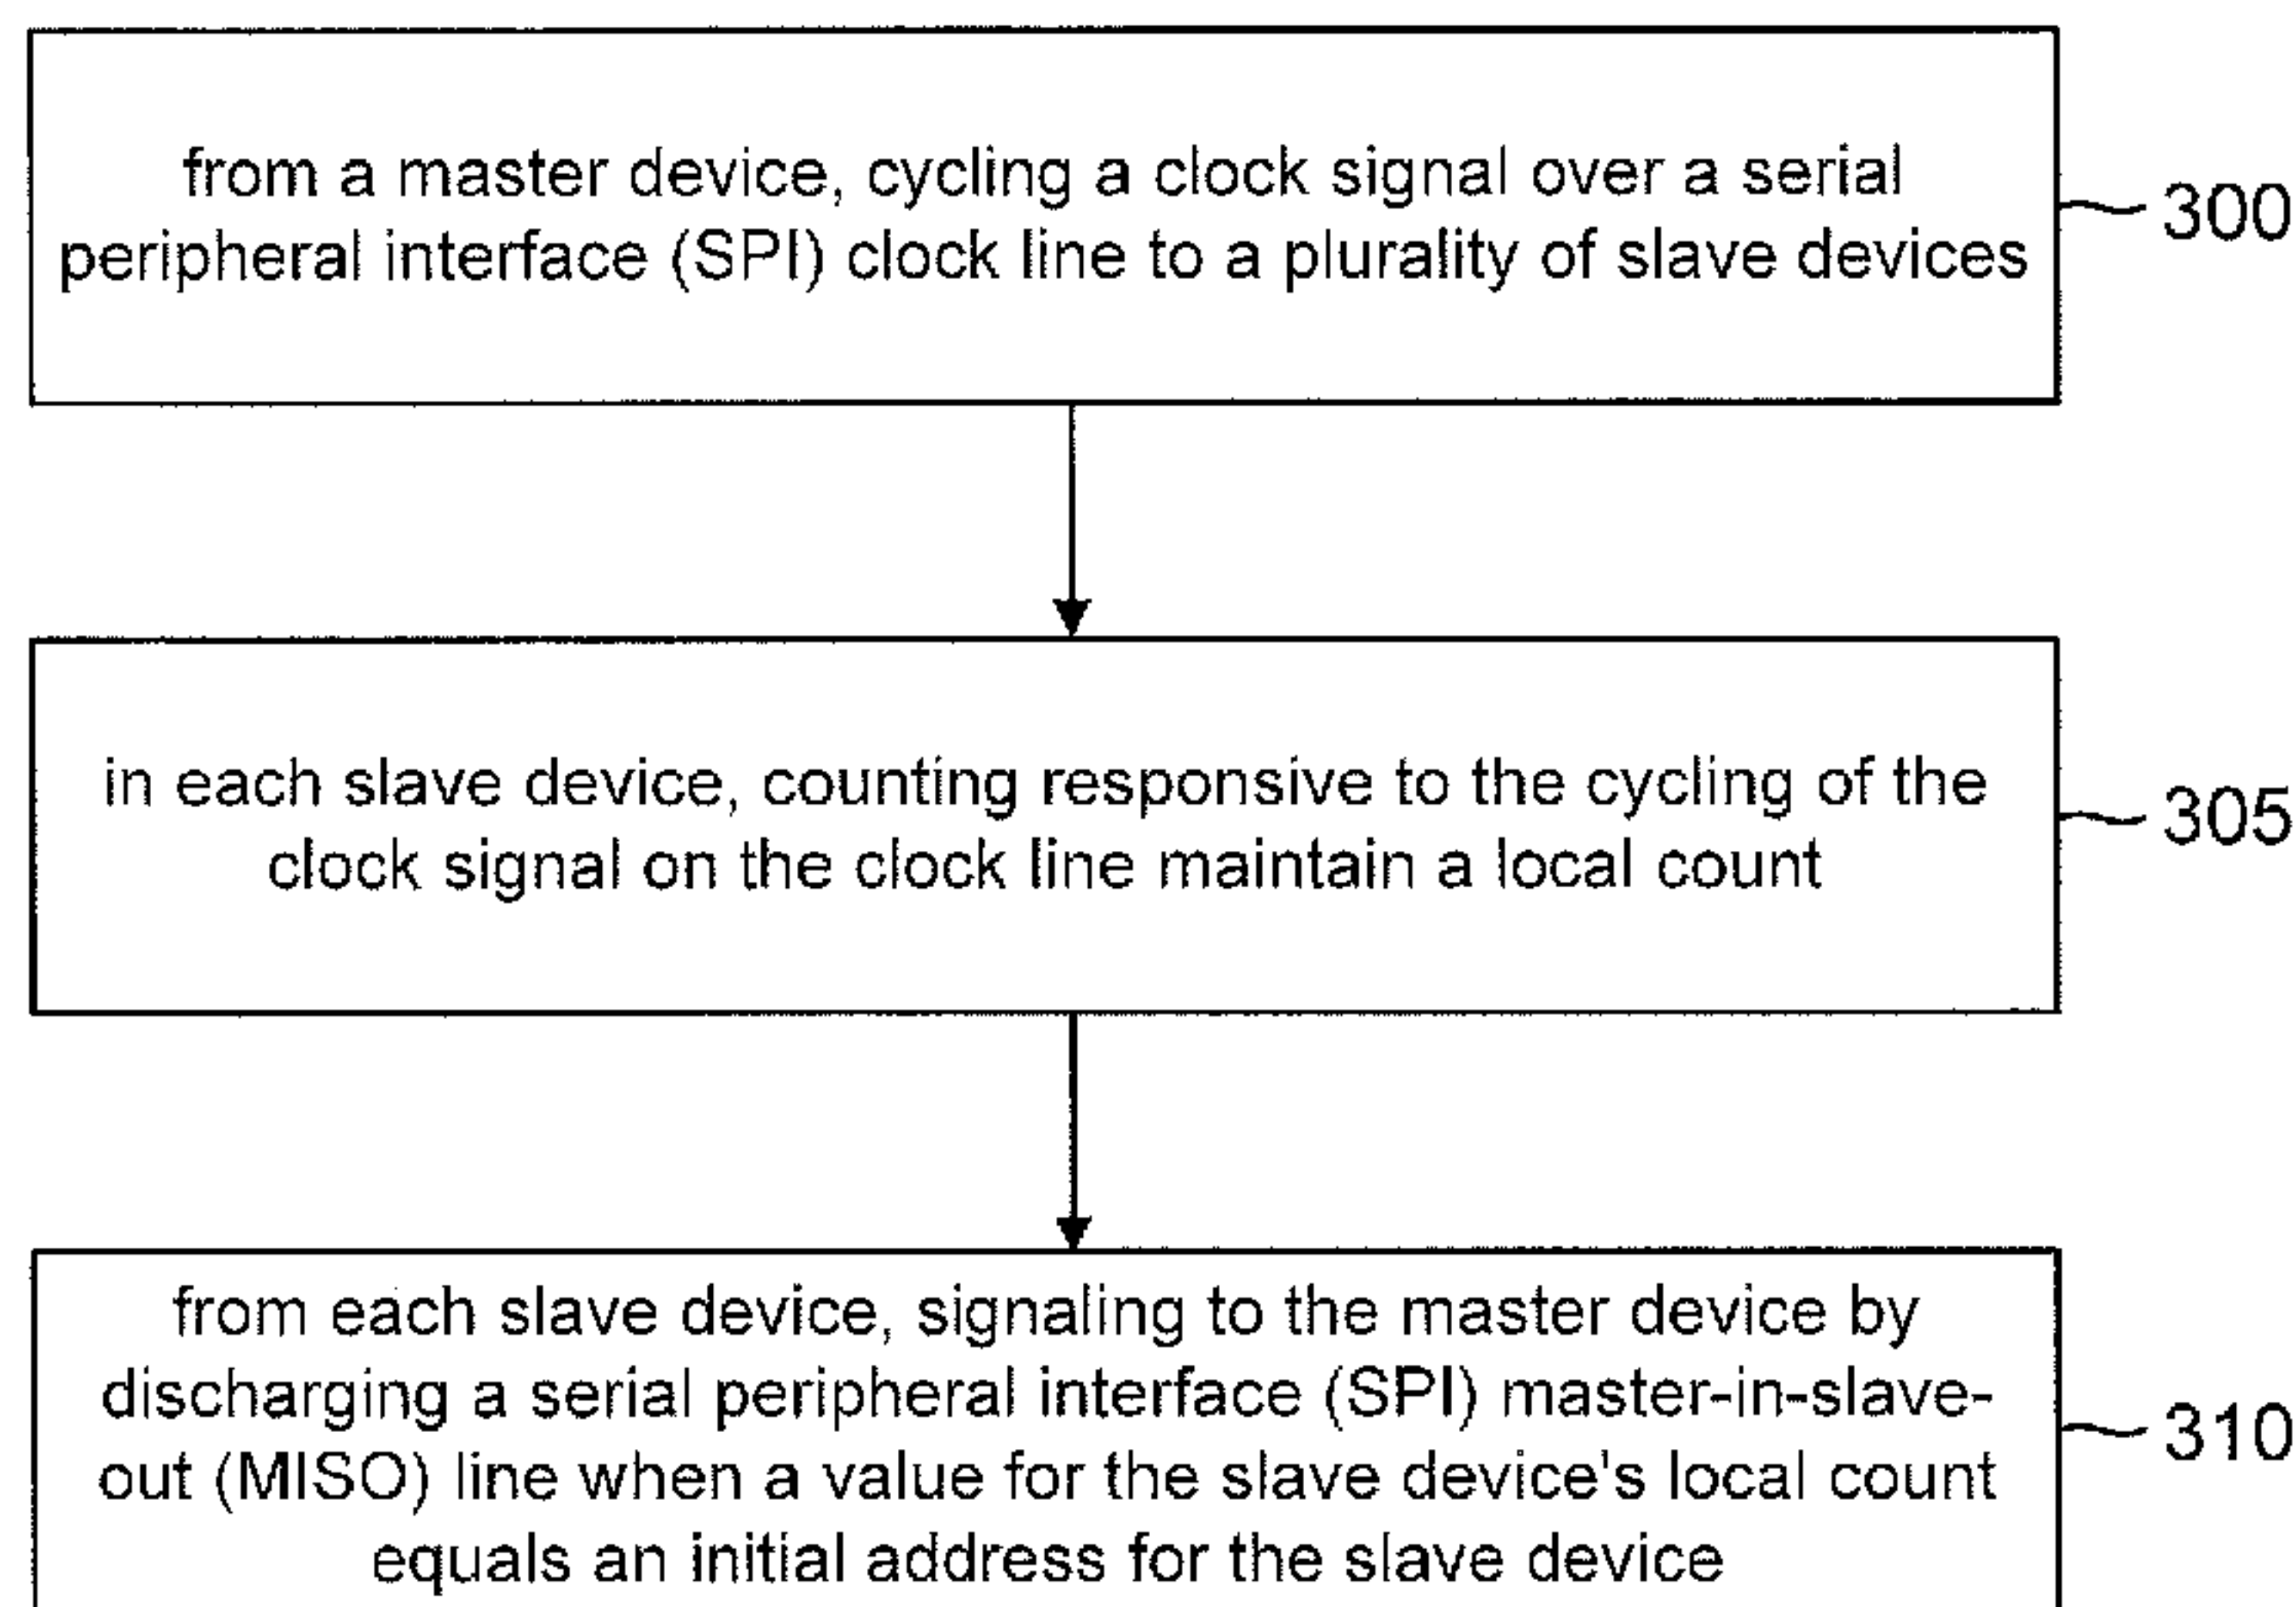 from a master device, cycling a clock signal over a serial
peripheral interface (SPI) clock line to a plurality of slave devices
300
in each slave device, counting responsive to the cycling of the
clock signal on the clock line maintain a local count
305
from each slave device, signaling to the master device by
discharging a serial peripheral interface (SPI) master-in-slave-
out (MISO) line when a value for the slave device's local count
equals an initial address for the slave device
310